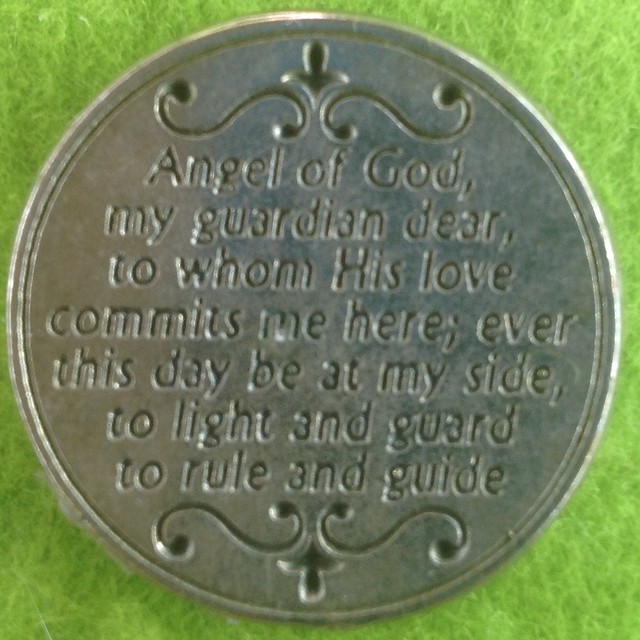 Angel of God,
my guardian dear,
to whom His love
commits me here; ever
this day be at my side,
to light and guard
to rule and guide